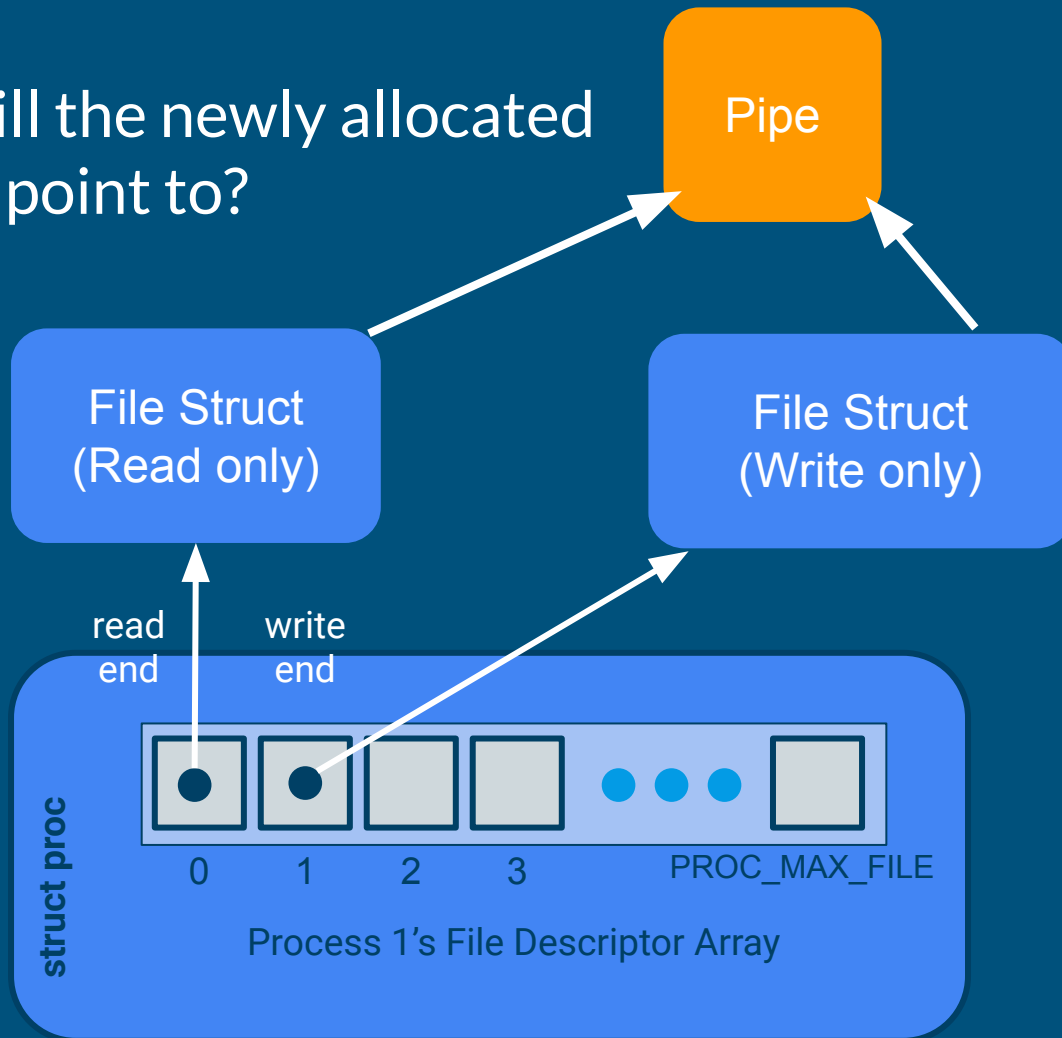 ill the newly allocated
point to?
Pipe
File Struct
(Read only)
File Struct
(Write only)
read
end
write
end
struct proc
0 1 2 3 PROC_MAX_FILE
Process 1's File Descriptor Array